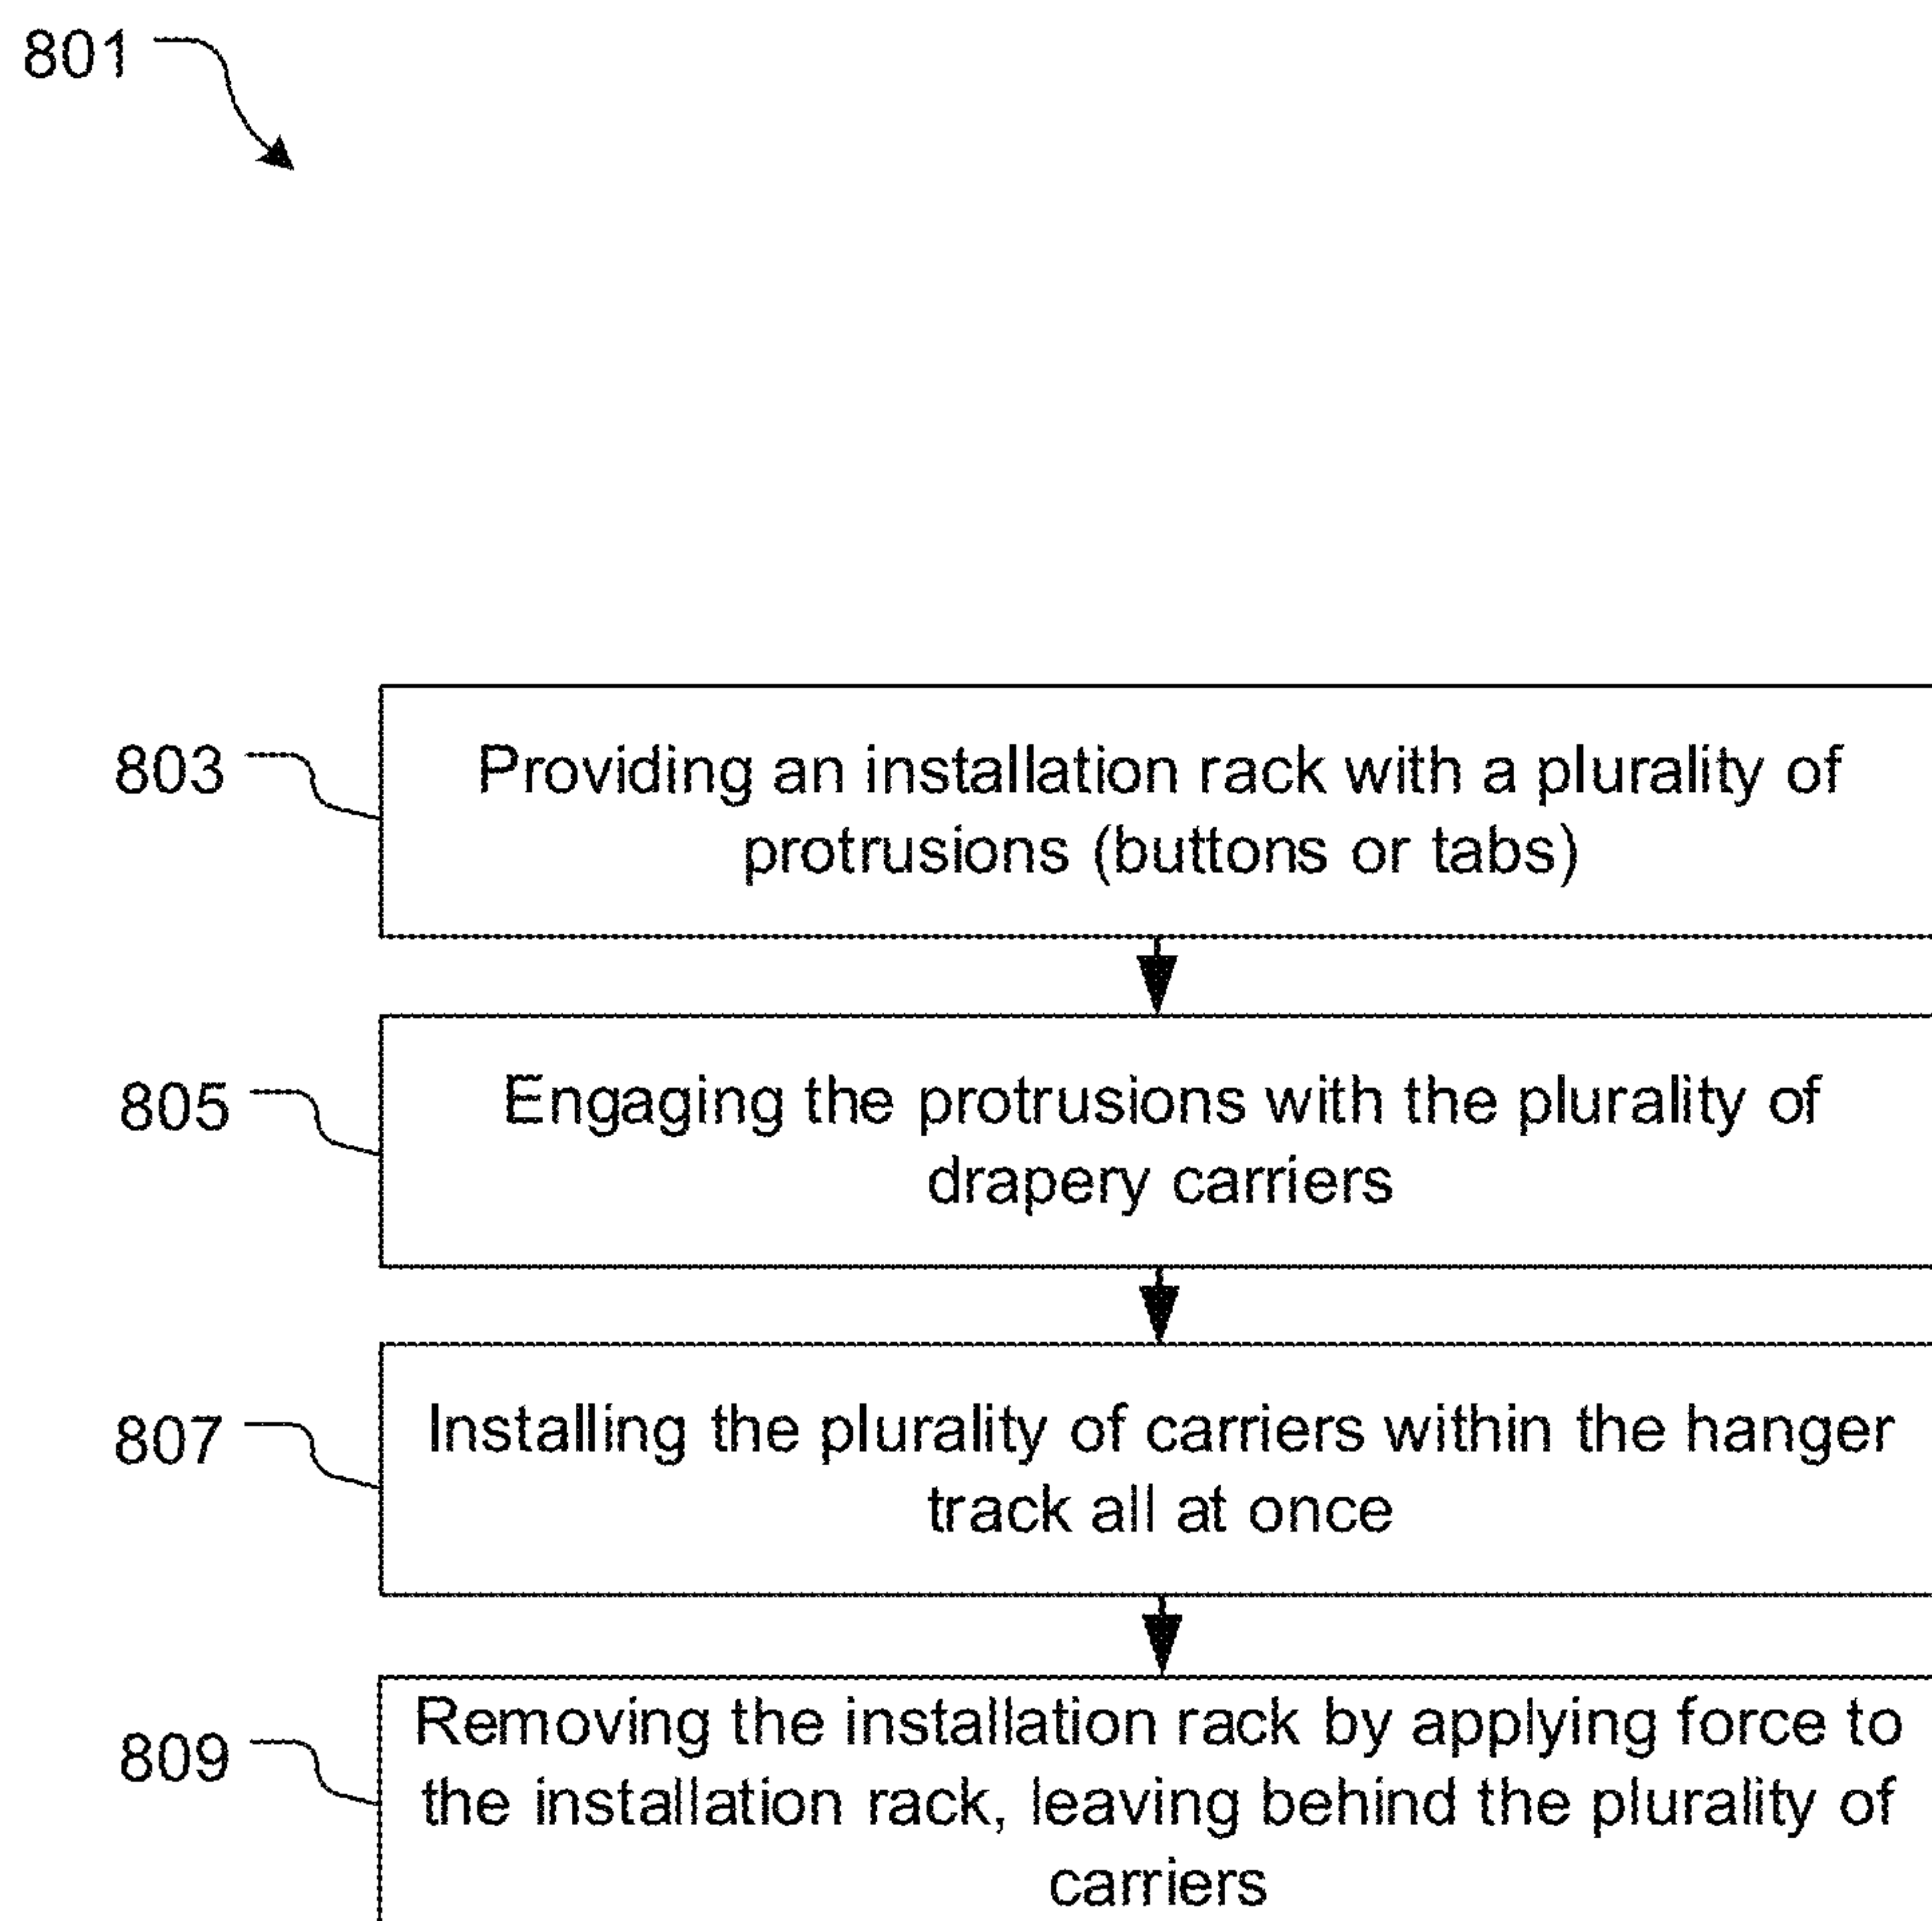 801
803
Providing an installation rack with a plurality of
protrusions (buttons or tabs)
805
Engaging the protrusions with the plurality of
drapery carriers
807
Installing the plurality of carriers within the hanger
track all at once
809
Removing the installation rack by applying force to
the installation rack, leaving behind the plurality of
carriers